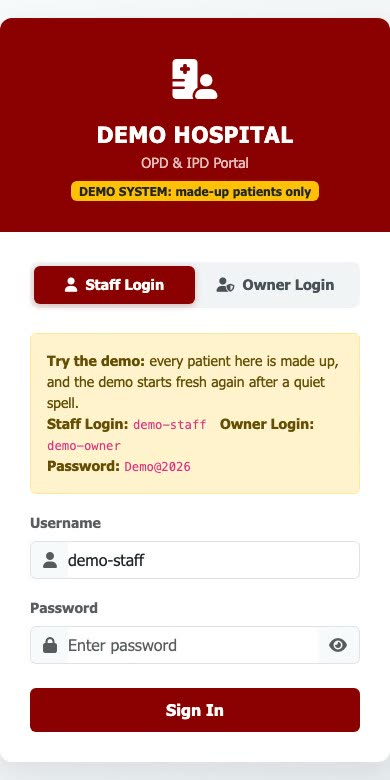 DEMO HOSPITAL
OPD & IPD Portal
DEMO SYSTEM: made-up patients only
Staff Login
Owner Login
Try the demo: every patient here is made up,
and the demo starts fresh again after a quiet
spell.
Staff Login: demo-staff Owner Login:
demo-owner
Password: Demo@2026
Username
demo-staff
Password
Enter password
Sign In